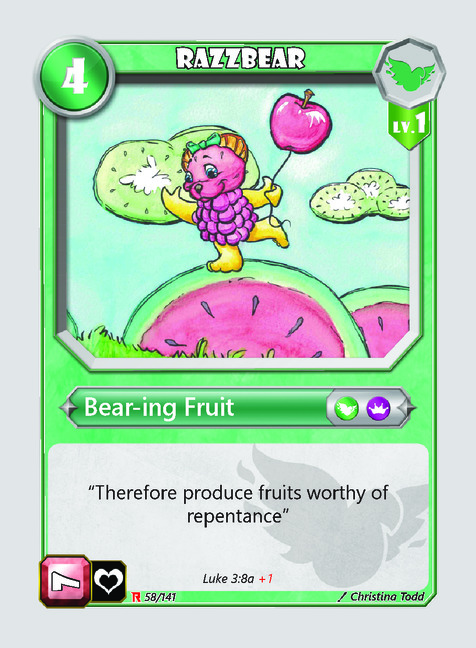 4
RAZZBEAR
LV.1
Bear-ing Fruit
“Therefore produce fruits worthy of
repentance”
Luke 3:8a +1
7
R 58/141
Christina Todd